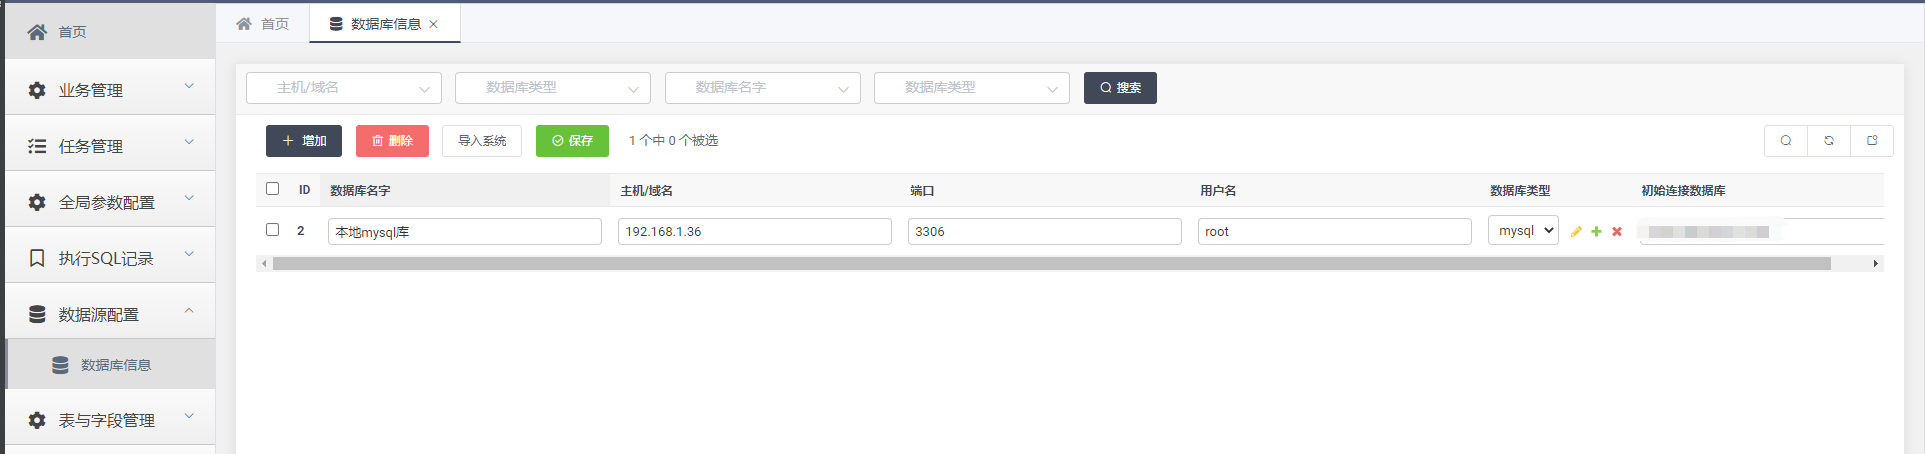 首页
业务管理
任务管理
全局参数配置
执行SQL记录
数据源配置
数据库信息
表与字段管理
首页 数据库信息
主机/域名 数据库类型 数据库名字 数据库类型 搜索
增加 删除 导入系统 保存 1 个中 0 个被选
ID 数据库名字 主机/域名 端口 用户名 数据库类型 初始连接数据库
2 本地mysql库 192.168.1.36 3306 root mysql